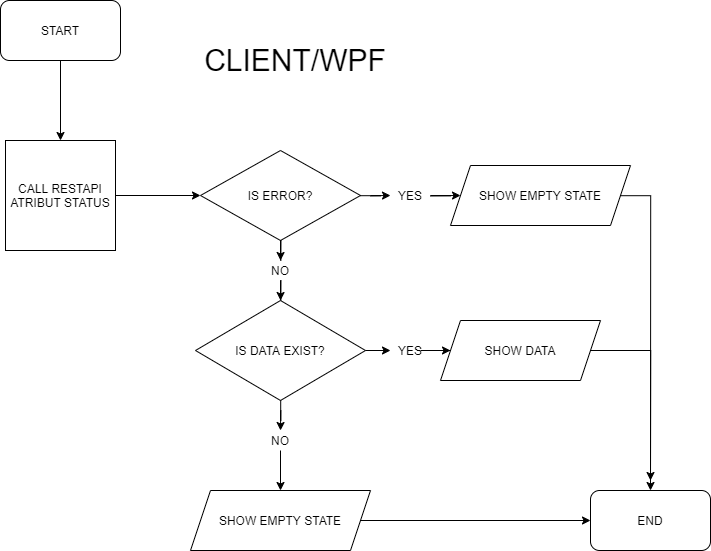 START
CLIENT/WPF
CALL RESTAPI
ATRIBUT STATUS
IS ERROR?
YES
SHOW EMPTY STATE
NO
IS DATA EXIST?
YES
SHOW DATA
NO
SHOW EMPTY STATE
END